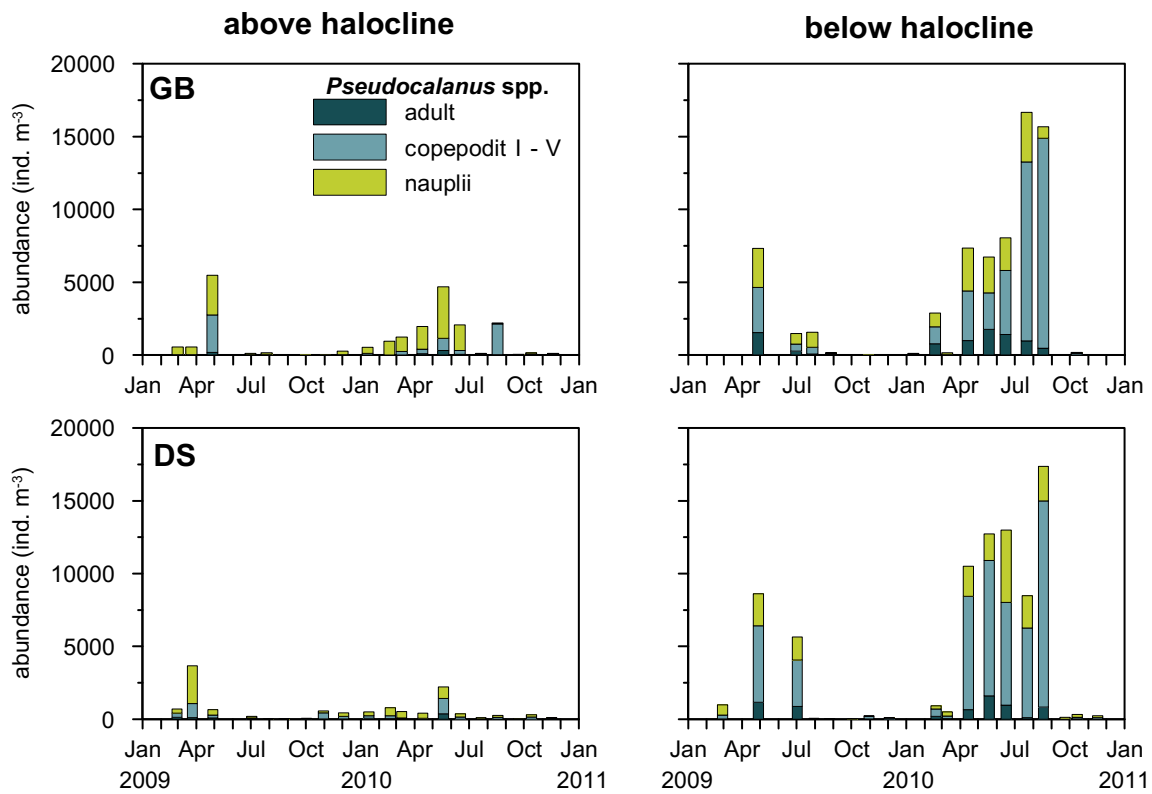 above halocline
below halocline
20000
15000
10000
5000
0
abundance (ind. m-3)
GB
Pseudocalanus spp.
adult
copepodit I - V
nauplii
Jan Apr Jul Oct Jan Apr Jul Oct Jan
Jan Apr Jul Oct Jan Apr Jul Oct Jan
20000
15000
10000
5000
0
abundance (ind. m-3)
DS
Jan Apr Jul Oct Jan Apr Jul Oct Jan
2009 2010 2011
Jan Apr Jul Oct Jan Apr Jul Oct Jan
2009 2010 2011